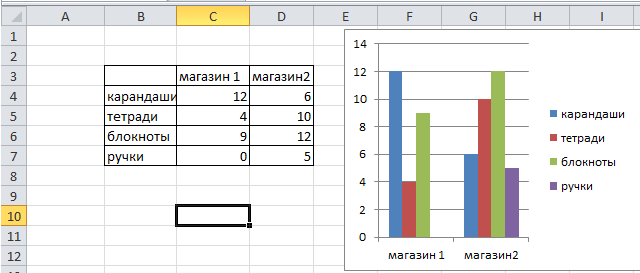 A B C D E F G H I
1
2
3 магазин 1 магазин2
4 карандаши 12 6
5 тетради 4 10
6 блокноты 9 12
7 ручки 0 5
8
9
10
11
12
14
12
10
8
6
4
2
0
магазин 1 магазин2
карандаши
тетради
блокноты
ручки